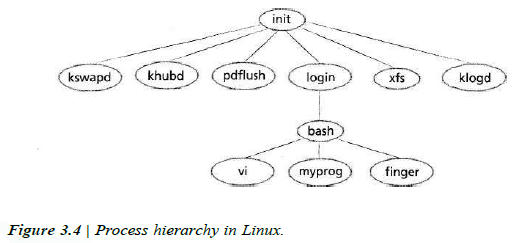 init
kswapd khubd pdflush login xfs klogd
bash
vi myprog finger
Figure 3.4 | Process hierarchy in Linux.